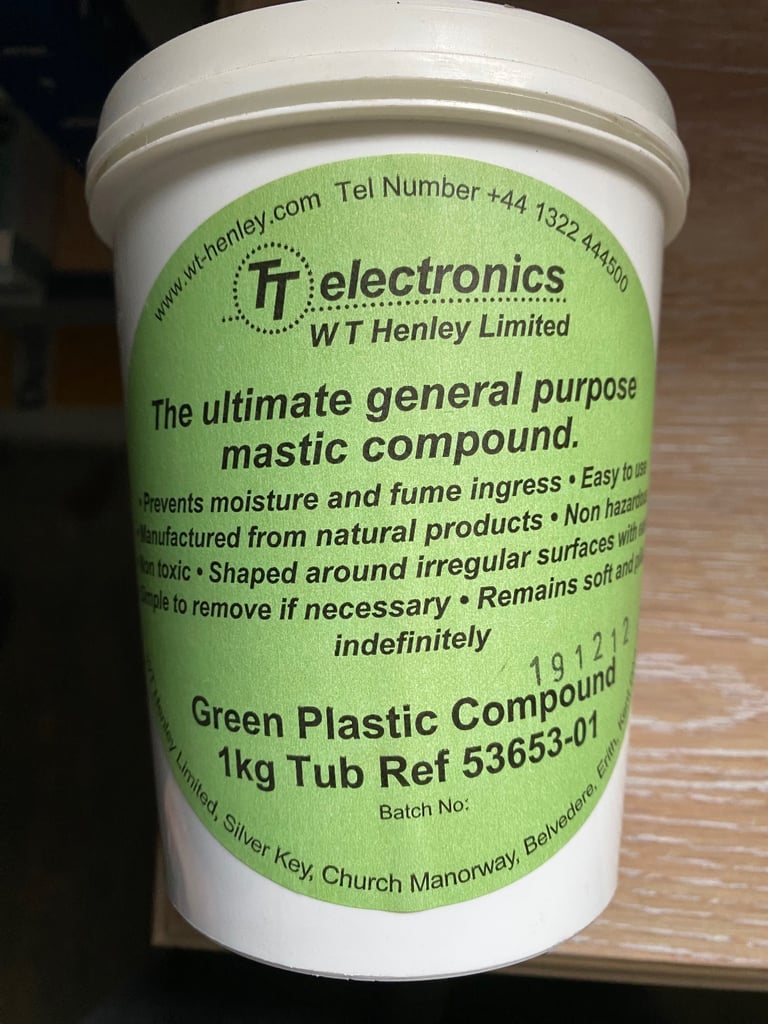 www.wt-henley.com Tel Number +44 1322 444500
TT electronics
W T Henley Limited
The ultimate general purpose
mastic compound.
• Prevents moisture and fume ingress • Easy to use
Manufactured from natural products • Non
Non toxic • Shaped around irregular surfaces with
Simple to remove if necessary • Remains soft and
indefinitely
191212
Green Plastic Compound
1kg Tub Ref 53653-01
Batch No:
WT Henley Limited, Silver Key, Church Manorway, Belvedere, Erith, Kent